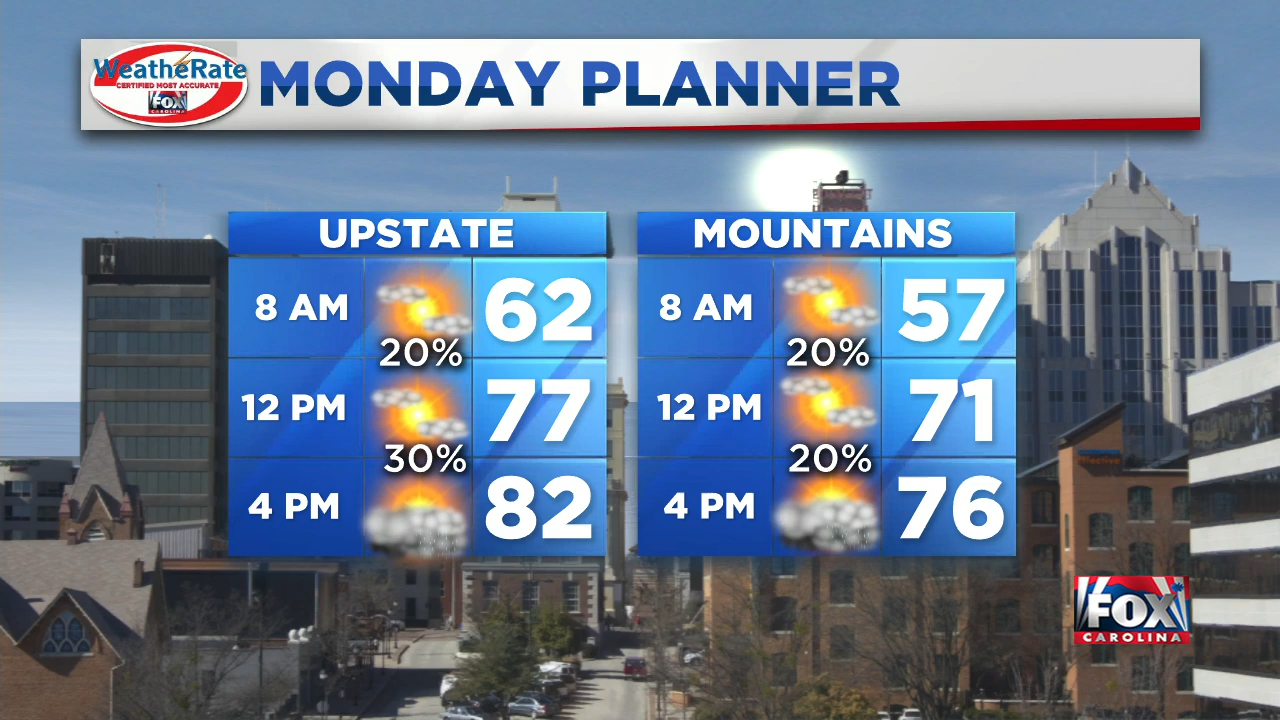 WeatheRate
CERTIFIED MOST ACCURATE
FOX
CAROLINA
MONDAY PLANNER
UPSTATE
8 AM
62
20%
12 PM
77
30%
4 PM
82
MOUNTAINS
8 AM
57
20%
12 PM
71
20%
4 PM
76
FOX
CAROLINA